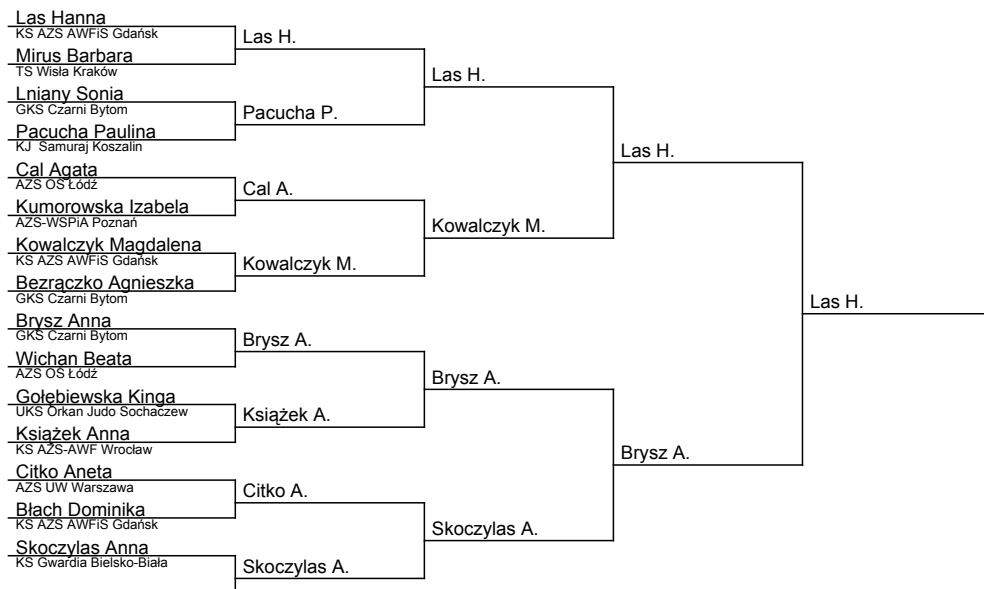 Las Hanna
KS AZS AWFiS Gdańsk
Mirus Barbara
TS Wisła Kraków
Lniany Sonia
GKS Czarni Bytom
Pacucha Paulina
KJ Samuraj Koszalin
Cal Agata
AZS OŚ Łódź
Kumorowska Izabela
AZS-WSPiA Poznań
Kowalczyk Magdalena
KS AZS AWFiS Gdańsk
Bezrączko Agnieszka
GKS Czarni Bytom
Brysz Anna
GKS Czarni Bytom
Wichan Beata
AZS OŚ Łódź
Gołębiewska Kinga
UKS Orkan Judo Sochaczew
Książek Anna
KS AZS-AWF Wrocław
Citko Aneta
AZS UW Warszawa
Błach Dominika
KS AZS AWFiS Gdańsk
Skoczylas Anna
KS Gwardia Bielsko-Biała
Las H.
Pacucha P.
Cal A.
Kowalczyk M.
Brysz A.
Książek A.
Citko A.
Skoczylas A.
Las H.
Kowalczyk M.
Brysz A.
Skoczylas A.
Las H.
Brysz A.
Las H.